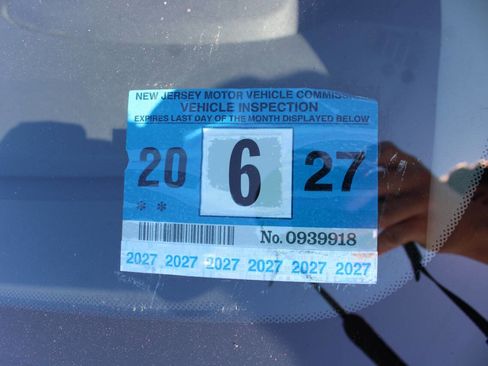 NEW JERSEY MOTOR VEHICLE COMMISSION
VEHICLE INSPECTION
EXPIRES LAST DAY OF THE MONTH DISPLAYED BELOW
20 6 27
**
No. 0939918
2027 2027 2027 2027 2027 2027